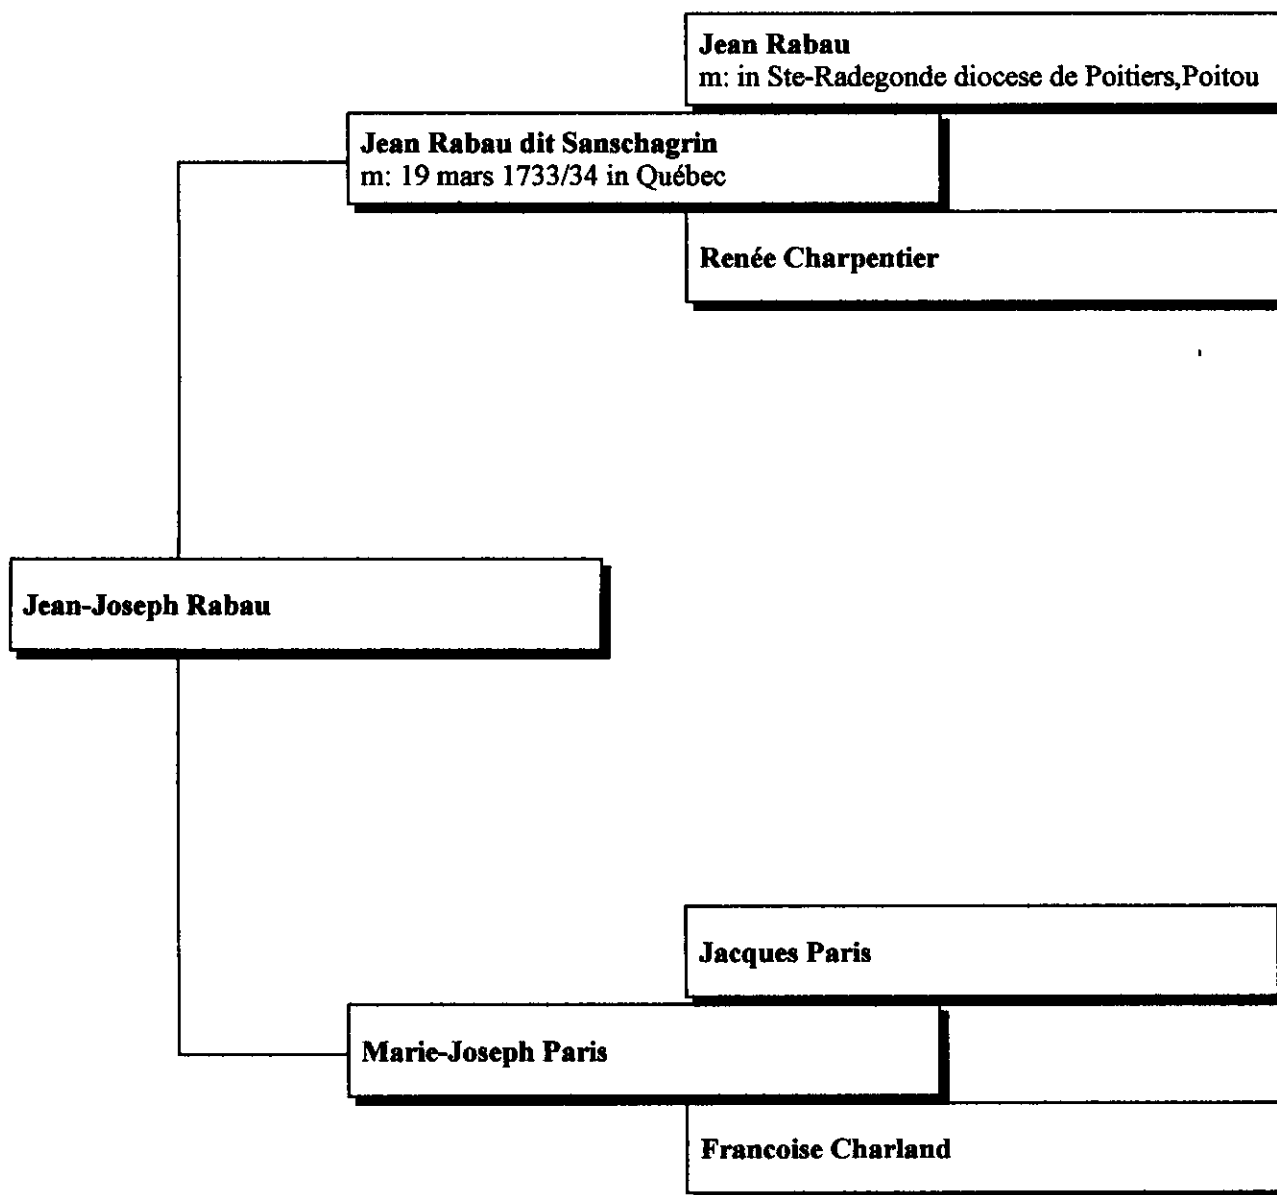 Jean Rabau
m: in Ste-Radegonde diocese de Poitiers,Poitou
Jean Rabau dit Sanschagrin
m: 19 mars 1733/34 in Québec
Renée Charpentier
Jean-Joseph Rabau
Jacques Paris
Marie-Joseph Paris
Francoise Charland